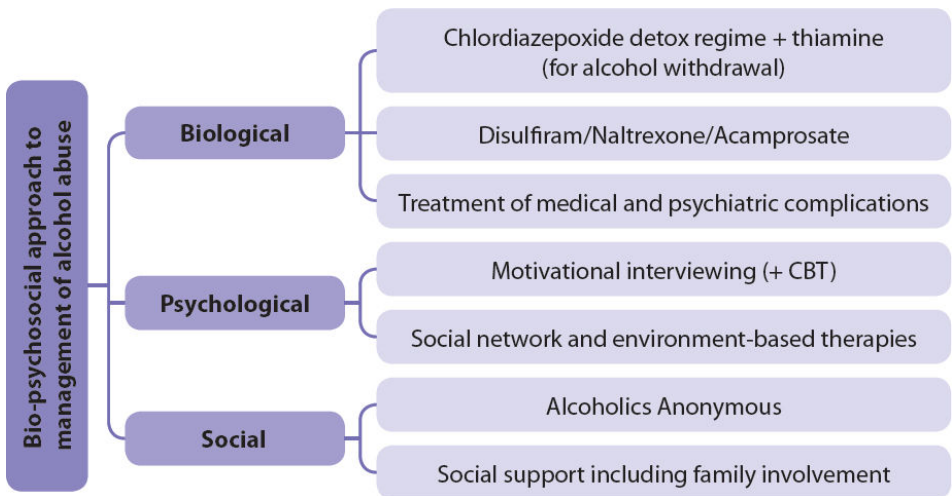 Bio-psychosocial approach to
management of alcohol abuse
Biological
Chlordiazepoxide detox regime + thiamine
(for alcohol withdrawal)
Disulfiram/Naltrexone/Acamprosate
Treatment of medical and psychiatric complications
Psychological
Motivational interviewing (+ CBT)
Social network and environment-based therapies
Social
Alcoholics Anonymous
Social support including family involvement